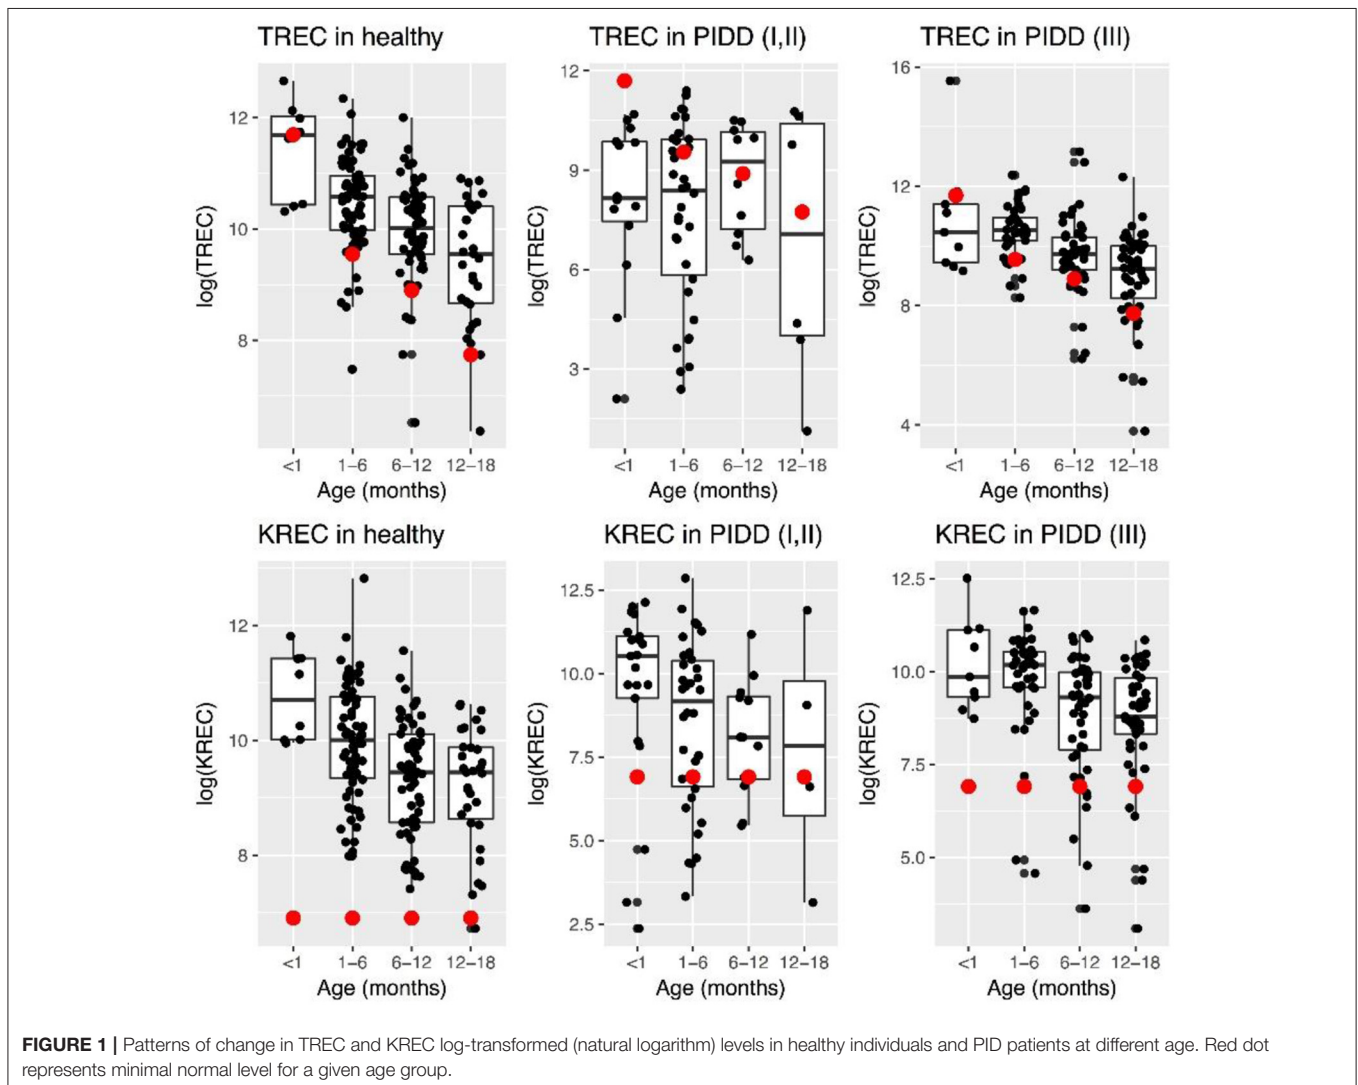 TREC in healthy
TREC in PIDD (I,II)
TREC in PIDD (III)
log(TREC)
12
10
8
<1
1−6
6−12
12−18
Age (months)
log(TREC)
12
9
6
3
<1
1−6
6−12
12−18
Age (months)
log(TREC)
16
12
8
4
<1
1−6
6−12
12−18
Age (months)
KREC in healthy
KREC in PIDD (I,II)
KREC in PIDD (III)
log(KREC)
12
10
8
<1
1−6
6−12
12−18
Age (months)
log(KREC)
12.5
10.0
7.5
5.0
2.5
<1
1−6
6−12
12−18
Age (months)
log(KREC)
12.5
10.0
7.5
5.0
<1
1−6
6−12
12−18
Age (months)
FIGURE 1 | Patterns of change in TREC and KREC log-transformed (natural logarithm) levels in healthy individuals and PID patients at different age. Red dot
represents minimal normal level for a given age group.